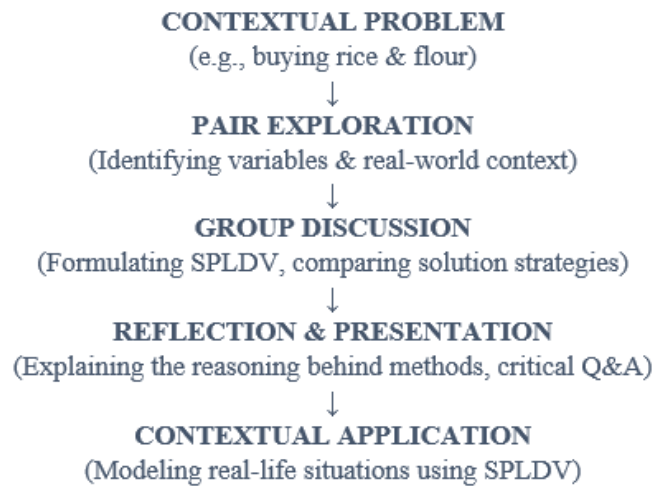 CONTEXTUAL PROBLEM
(e.g., buying rice & flour)
↓
PAIR EXPLORATION
(Identifying variables & real-world context)
↓
GROUP DISCUSSION
(Formulating SPLDV, comparing solution strategies)
↓
REFLECTION & PRESENTATION
(Explaining the reasoning behind methods, critical Q&A)
↓
CONTEXTUAL APPLICATION
(Modeling real-life situations using SPLDV)